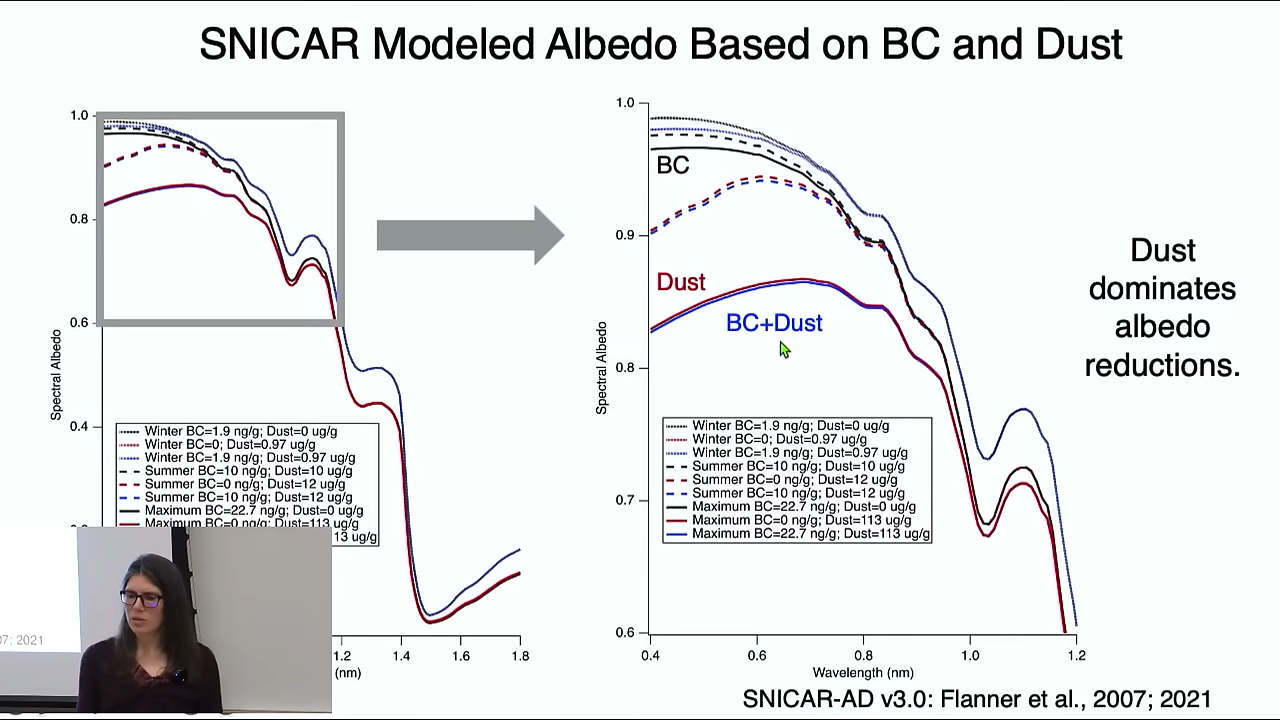 SNICAR Modeled Albedo Based on BC and Dust
1.0
0.8
0.6
0.4
Spectral Albedo
Winter BC=1.9 ng/g; Dust=0 ug/g
Winter BC=0; Dust=0.97 ug/g
Winter BC=1.9 ng/g; Dust=0.97 ug/g
Summer BC=10 ng/g; Dust=10 ug/g
Summer BC=0 ng/g; Dust=12 ug/g
Summer BC=10 ng/g; Dust=12 ug/g
Maximum BC=22.7 ng/g; Dust=0 ug/g
Maximum BC=0 ng/g; Dust=113 ug/g
13 ug/g
1.2 1.4 1.6 1.8
(nm)
07; 2021
1.0
0.9
0.8
0.7
0.6
Spectral Albedo
BC
Dust
BC+Dust
Winter BC=1.9 ng/g; Dust=0 ug/g
Winter BC=0; Dust=0.97 ug/g
Winter BC=1.9 ng/g; Dust=0.97 ug/g
Summer BC=10 ng/g; Dust=10 ug/g
Summer BC=0 ng/g; Dust=12 ug/g
Summer BC=10 ng/g; Dust=12 ug/g
Maximum BC=22.7 ng/g; Dust=0 ug/g
Maximum BC=0 ng/g; Dust=113 ug/g
Maximum BC=22.7 ng/g; Dust=113 ug/g
0.4 0.6 0.8 1.0 1.2
Wavelength (nm)
Dust
dominates
albedo
reductions.
SNICAR-AD v3.0: Flanner et al., 2007; 2021